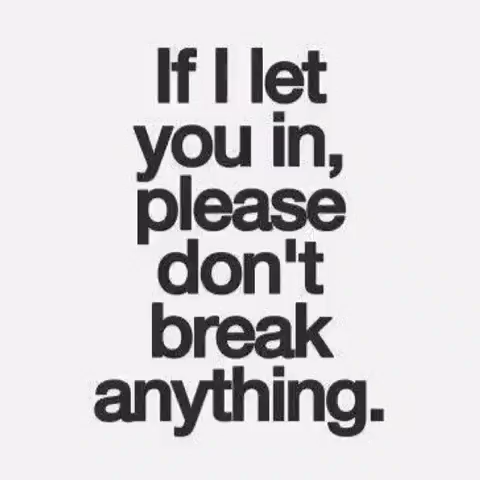 If I let
you in,
please
don't
break
anything.